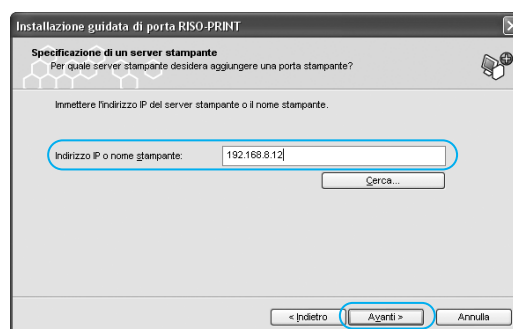 Installazione guidata di porta RISO-PRINT
Specificazione di un server stampante
Per quale server stampante desidera aggiungere una porta stampante?
Immettere l'indirizzo IP del server stampante o il nome stampante.
Indirizzo IP o nome stampante: 192.168.8.12
Cerca...
< Indietro Avanti > Annulla